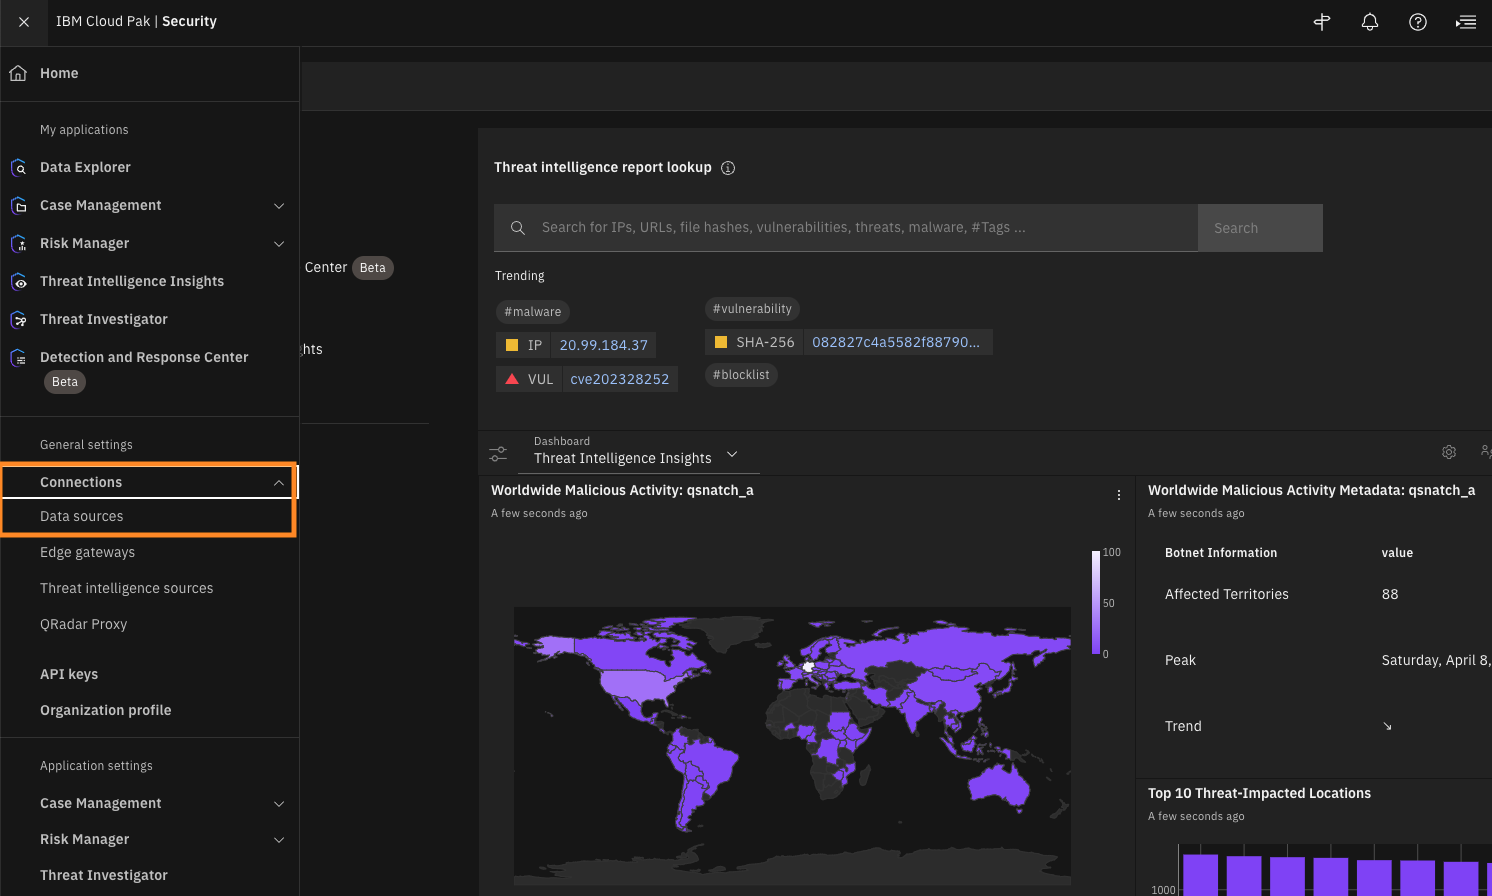 IBM Cloud Pak | Security
Home
My applications
Data Explorer
Case Management
Risk Manager
Threat Intelligence Insights
Threat Investigator
Detection and Response Center
Beta
General settings
Connections
Data sources
Edge gateways
Threat intelligence sources
QRadar Proxy
API keys
Organization profile
Application settings
Case Management
Risk Manager
Threat Investigator
Center Beta
hts
Threat intelligence report lookup
Search for IPs, URLs, file hashes, vulnerabilities, threats, malware, #Tags ...
Search
Trending
#malware
IP 20.99.184.37
VUL cve202328252
#vulnerability
SHA-256 082827c4a5582f88790...
#blocklist
Dashboard
Threat Intelligence Insights
Worldwide Malicious Activity: qsnatch_a
A few seconds ago
100
50
0
Worldwide Malicious Activity Metadata: qsnatch_a
A few seconds ago
Botnet Information value
Affected Territories 88
Peak Saturday, April 8,
Trend
Top 10 Threat-Impacted Locations
A few seconds ago
1000